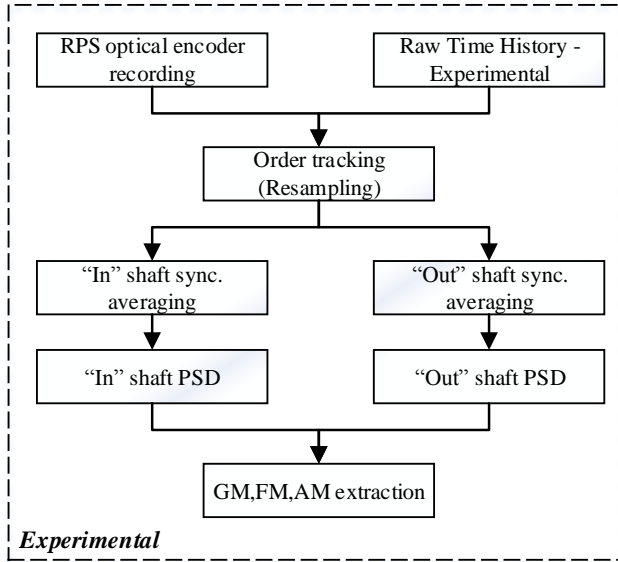 RPS optical encoder
recording
Raw Time History -
Experimental
Order tracking
(Resampling)
“In” shaft sync.
averaging
“Out” shaft sync.
averaging
“In” shaft PSD
“Out” shaft PSD
GM,FM,AM extraction
Experimental